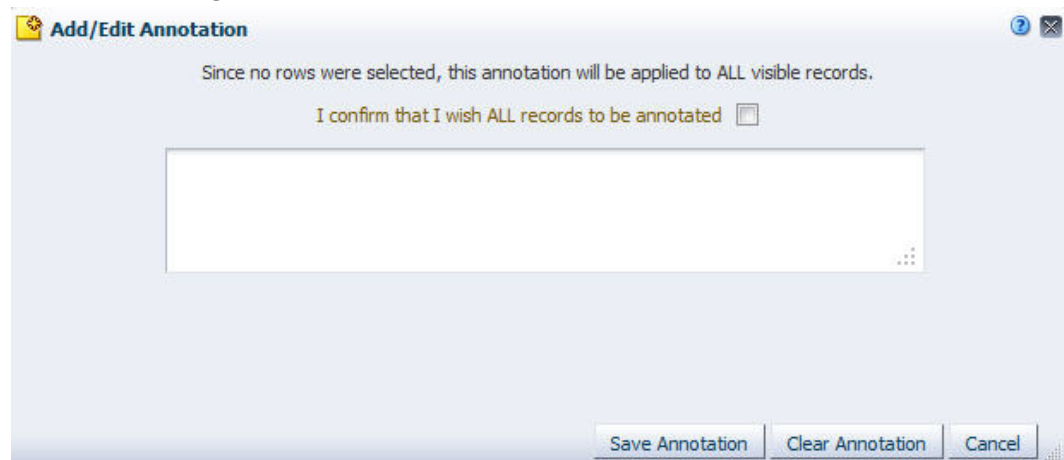 Add/Edit Annotation
Since no rows were selected, this annotation will be applied to ALL visible records.
I confirm that I wish ALL records to be annotated
Save Annotation Clear Annotation Cancel